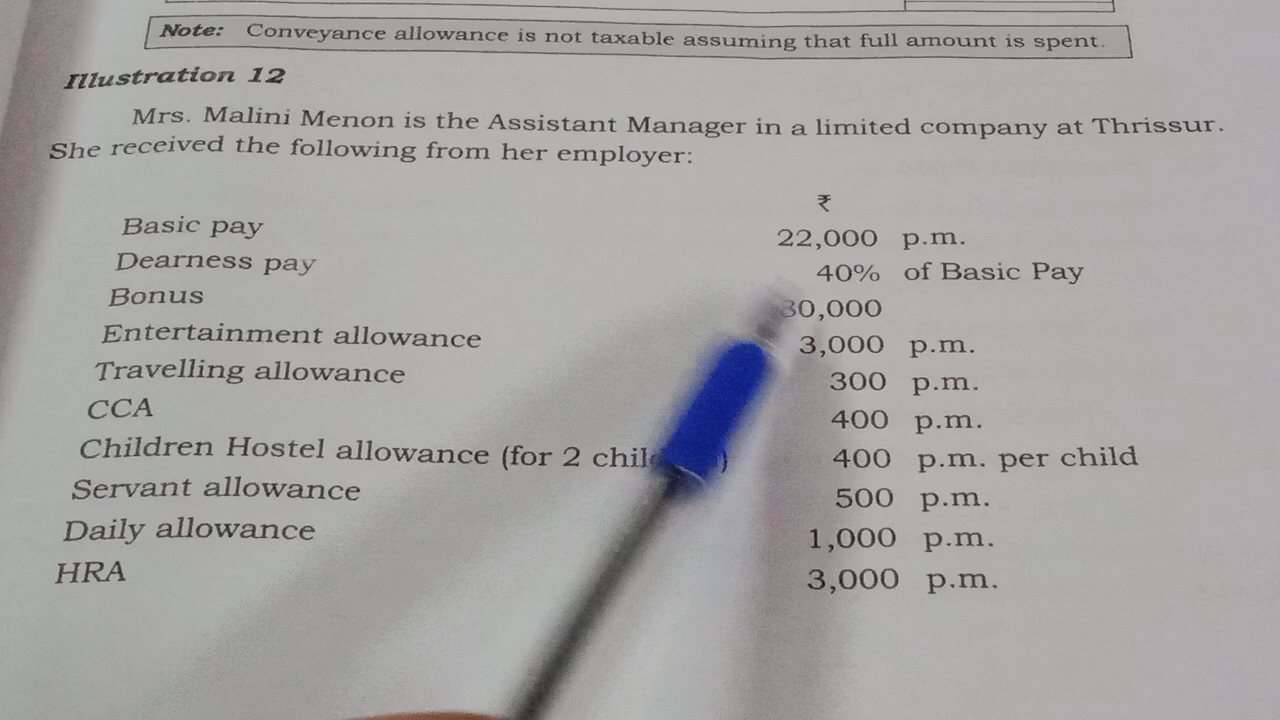 Note: Conveyance allowance is not taxable assuming that full amount is spent.
Illustration 12
Mrs. Malini Menon is the Assistant Manager in a limited company at Thrissur.
She received the following from her employer:
₹
Basic pay 22,000 p.m.
Dearness pay 40% of Basic Pay
Bonus 30,000
Entertainment allowance 3,000 p.m.
Travelling allowance 300 p.m.
CCA 400 p.m.
Children Hostel allowance (for 2 ) 400 p.m. per child
Servant allowance 500 p.m.
Daily allowance 1,000 p.m.
HRA 3,000 p.m.